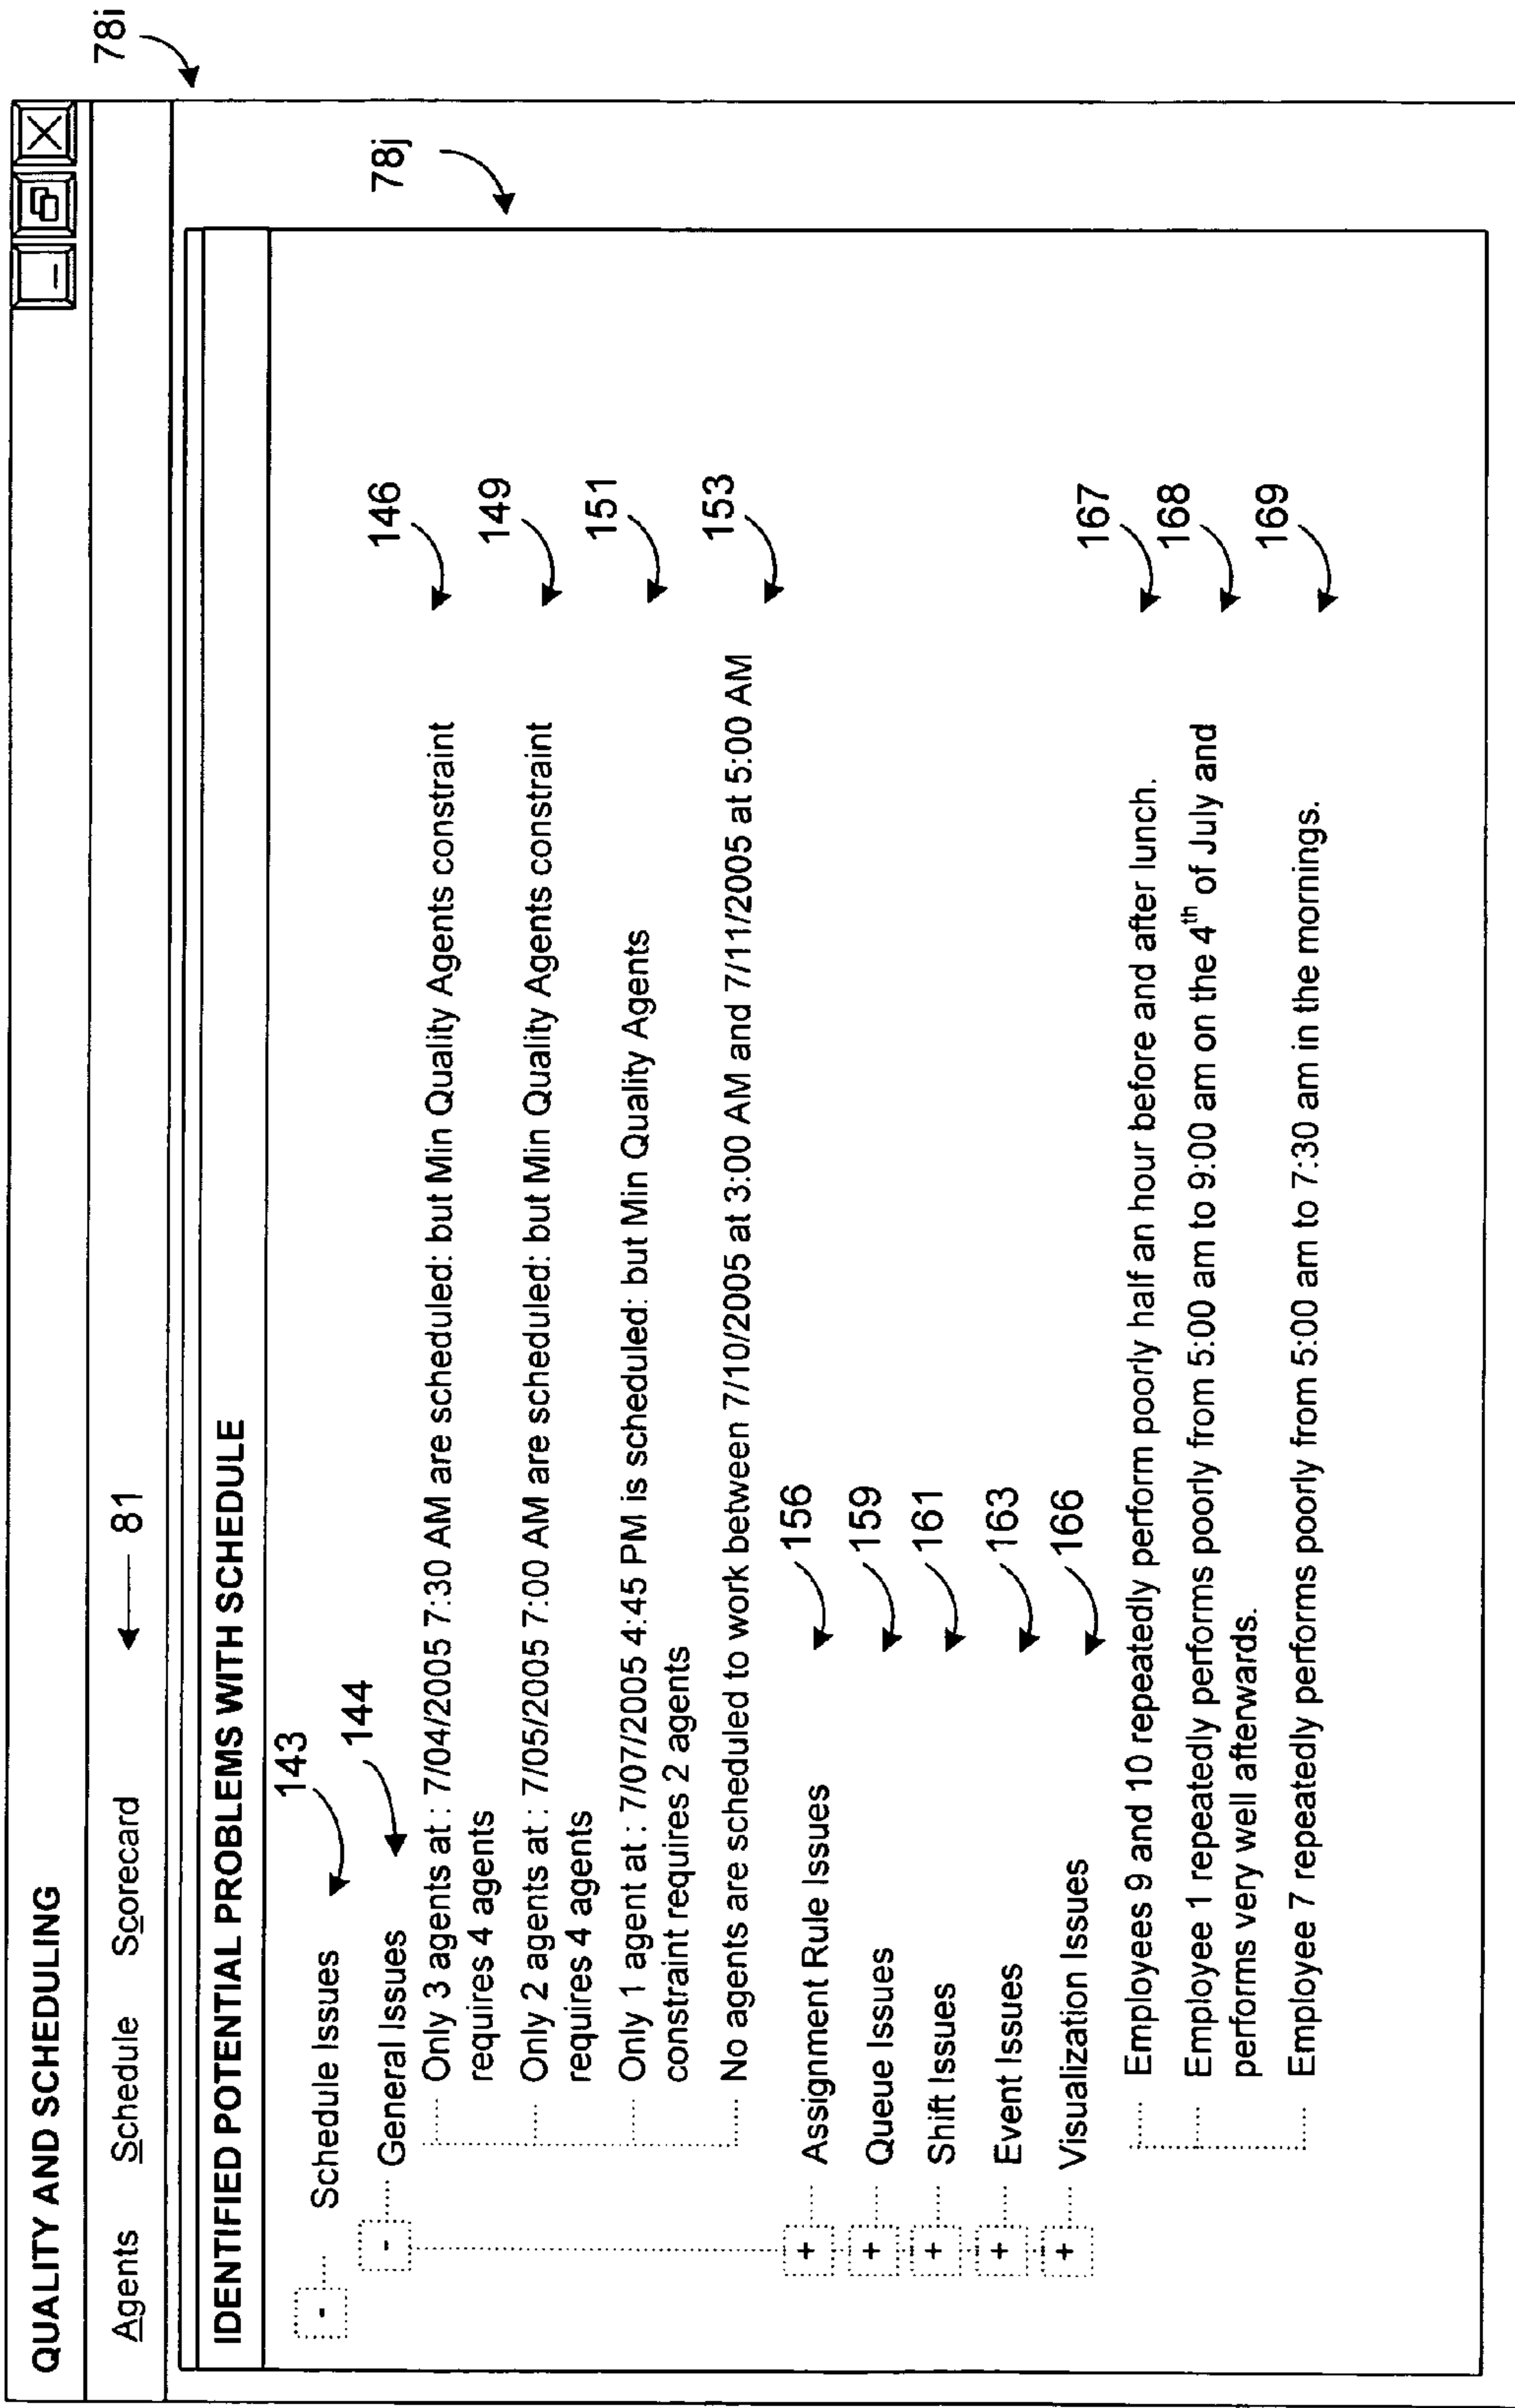 QUALITY AND SCHEDULING
78i
Agents Schedule Scorecard 81
IDENTIFIED POTENTIAL PROBLEMS WITH SCHEDULE
78j
- Schedule Issues 143
- General Issues 144
Only 3 agents at : 7/04/2005 7:30 AM are scheduled: but Min Quality Agents constraint 146
requires 4 agents
Only 2 agents at : 7/05/2005 7:00 AM are scheduled: but Min Quality Agents constraint 149
requires 4 agents
Only 1 agent at : 7/07/2005 4:45 PM is scheduled: but Min Quality Agents 151
constraint requires 2 agents
No agents are scheduled to work between 7/10/2005 at 3:00 AM and 7/11/2005 at 5:00 AM 153
+ Assignment Rule Issues 156
+ Queue Issues 159
+ Shift Issues 161
+ Event Issues 163
+ Visualization Issues 166
Employees 9 and 10 repeatedly perform poorly half an hour before and after lunch. 167
Employee 1 repeatedly performs poorly from 5:00 am to 9:00 am on the 4th of July and 168
performs very well afterwards.
Employee 7 repeatedly performs poorly from 5:00 am to 7:30 am in the mornings. 169